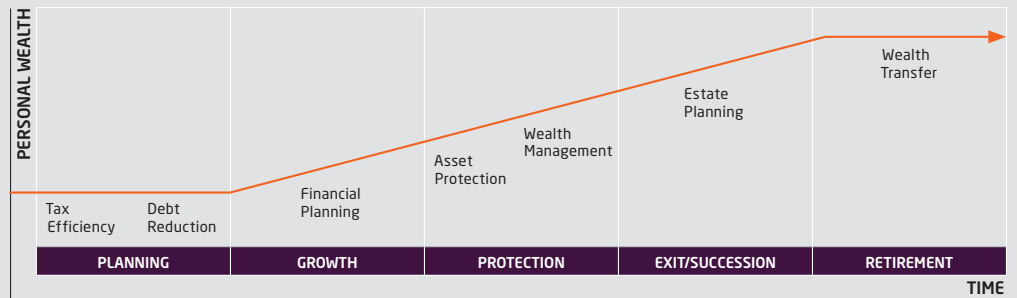 PERSONAL WEALTH
Tax
Efficiency
Debt
Reduction
Financial
Planning
Asset
Protection
Wealth
Management
Estate
Planning
Wealth
Transfer
PLANNING
GROWTH
PROTECTION
EXIT/SUCCESSION
RETIREMENT
TIME